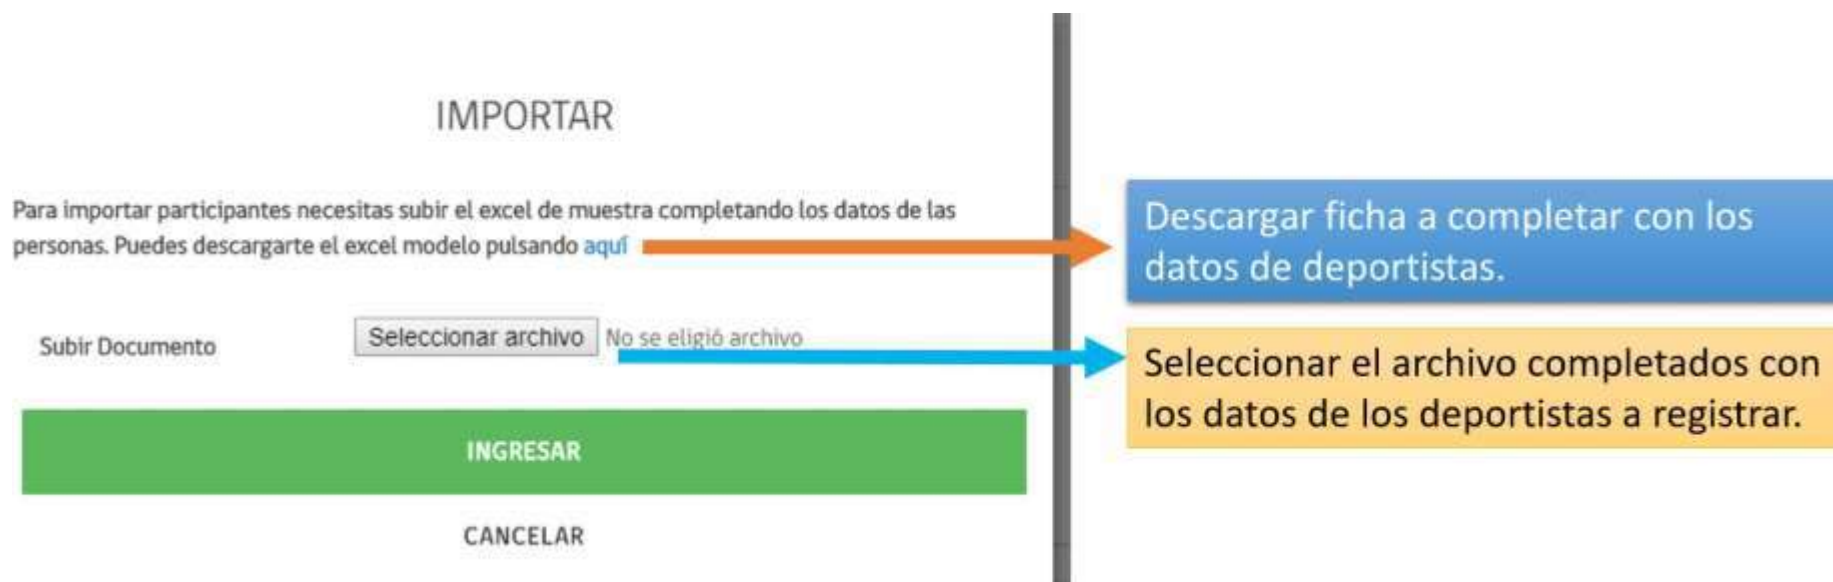 IMPORTAR
Para importar participantes necesitas subir el excel de muestra completando los datos de las
personas. Puedes descargarte el excel modelo pulsando aquí
Descargar ficha a completar con los
datos de deportistas.
Subir Documento
Seleccionar archivo
No se eligió archivo
Seleccionar el archivo completados con
los datos de los deportistas a registrar.
INGRESAR
CANCELAR